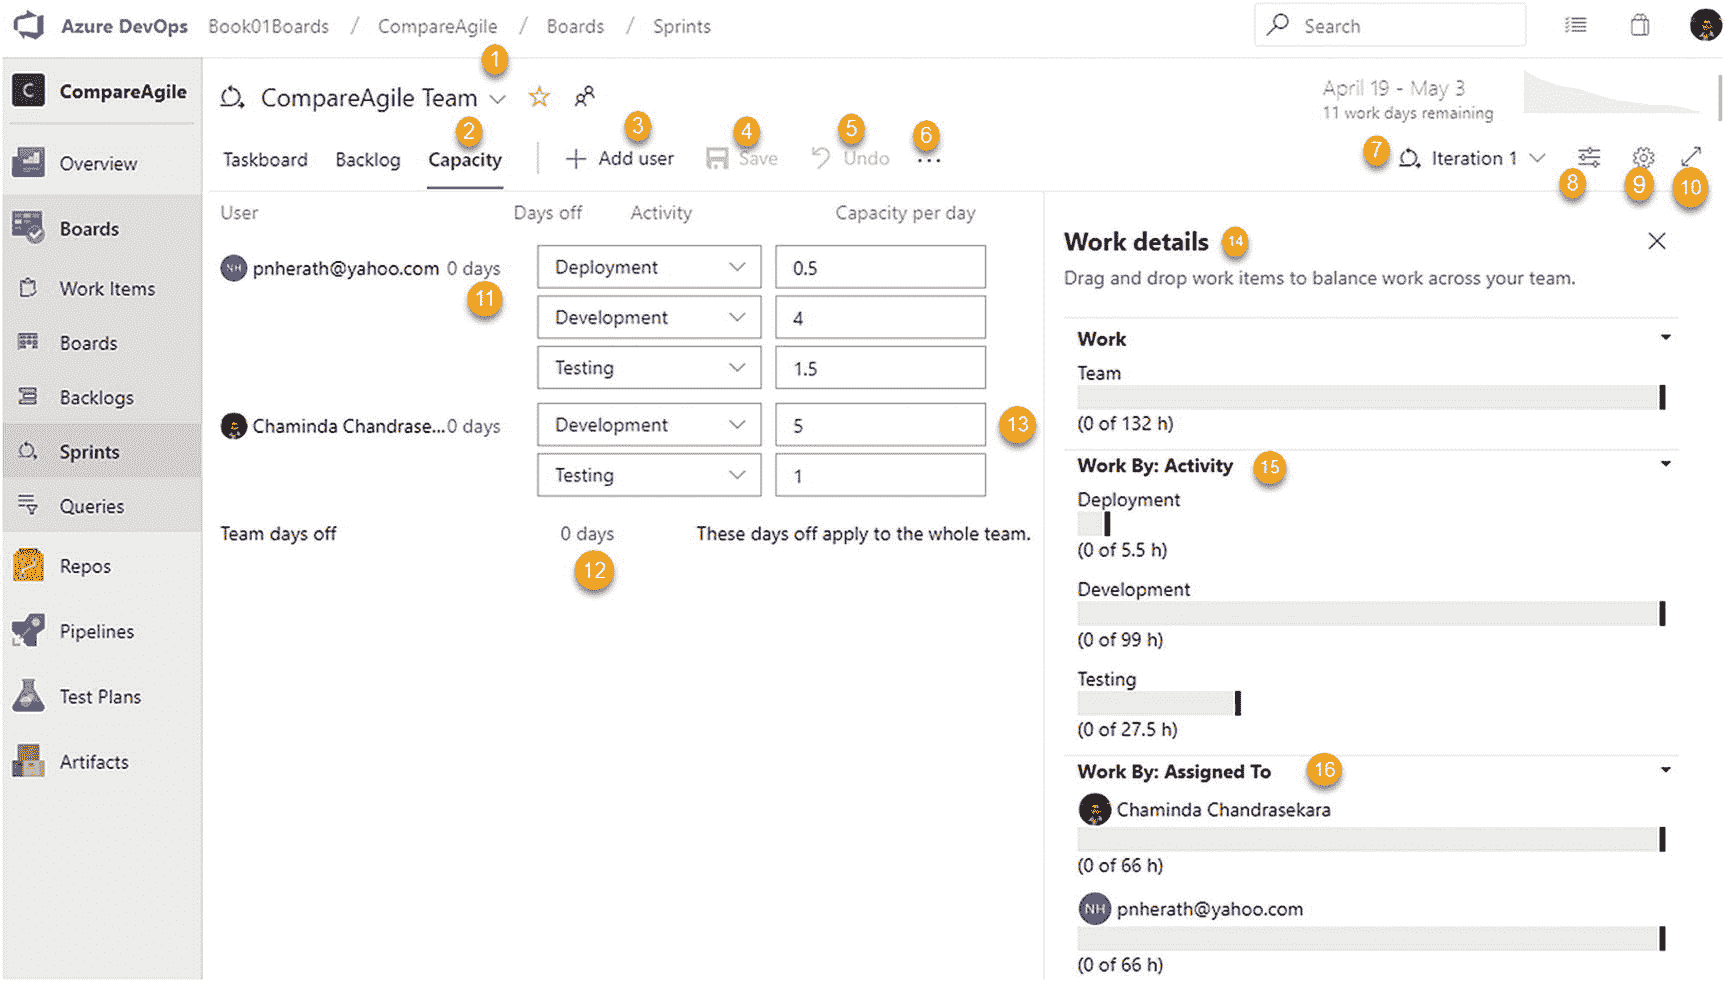 Azure DevOps Book01Boards / CompareAgile / Boards / Sprints Search
1
C CompareAgile
CompareAgile Team
April 19 - May 3
11 work days remaining
2 3 4 5 6 7 8 9 10
Taskboard Backlog Capacity Add user Save Undo ... Iteration 1
Overview
Boards
Work Items
Boards
Backlogs
Sprints
Queries
Repos
Pipelines
Test Plans
Artifacts
User Days off Activity Capacity per day
NH pnherath@yahoo.com 0 days Deployment 0.5
11
Development 4
Testing 1.5
Chaminda Chandrase... 0 days Development 5 13
Testing 1
Team days off 0 days These days off apply to the whole team.
12
Work details 14
Drag and drop work items to balance work across your team.
Work
Team
(0 of 132 h)
Work By: Activity 15
Deployment
(0 of 5.5 h)
Development
(0 of 99 h)
Testing
(0 of 27.5 h)
Work By: Assigned To 16
Chaminda Chandrasekara
(0 of 66 h)
NH pnherath@yahoo.com
(0 of 66 h)